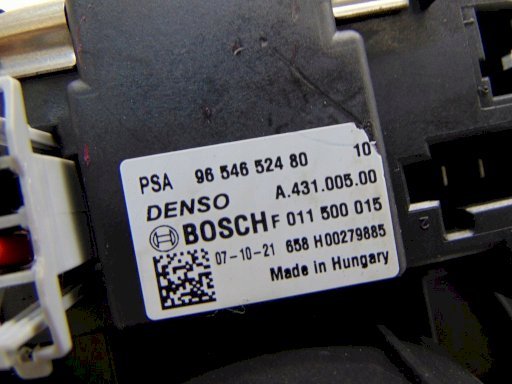 PSA 96 546 524 80 10
DENSO A.431.005.00
BOSCH F 011 500 015
07-10-21 658 H00279885
Made in Hungary
2